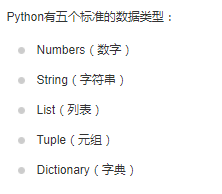 Python有五个标准的数据类型：
Numbers（数字）
String（字符串）
List（列表）
Tuple（元组）
Dictionary（字典）